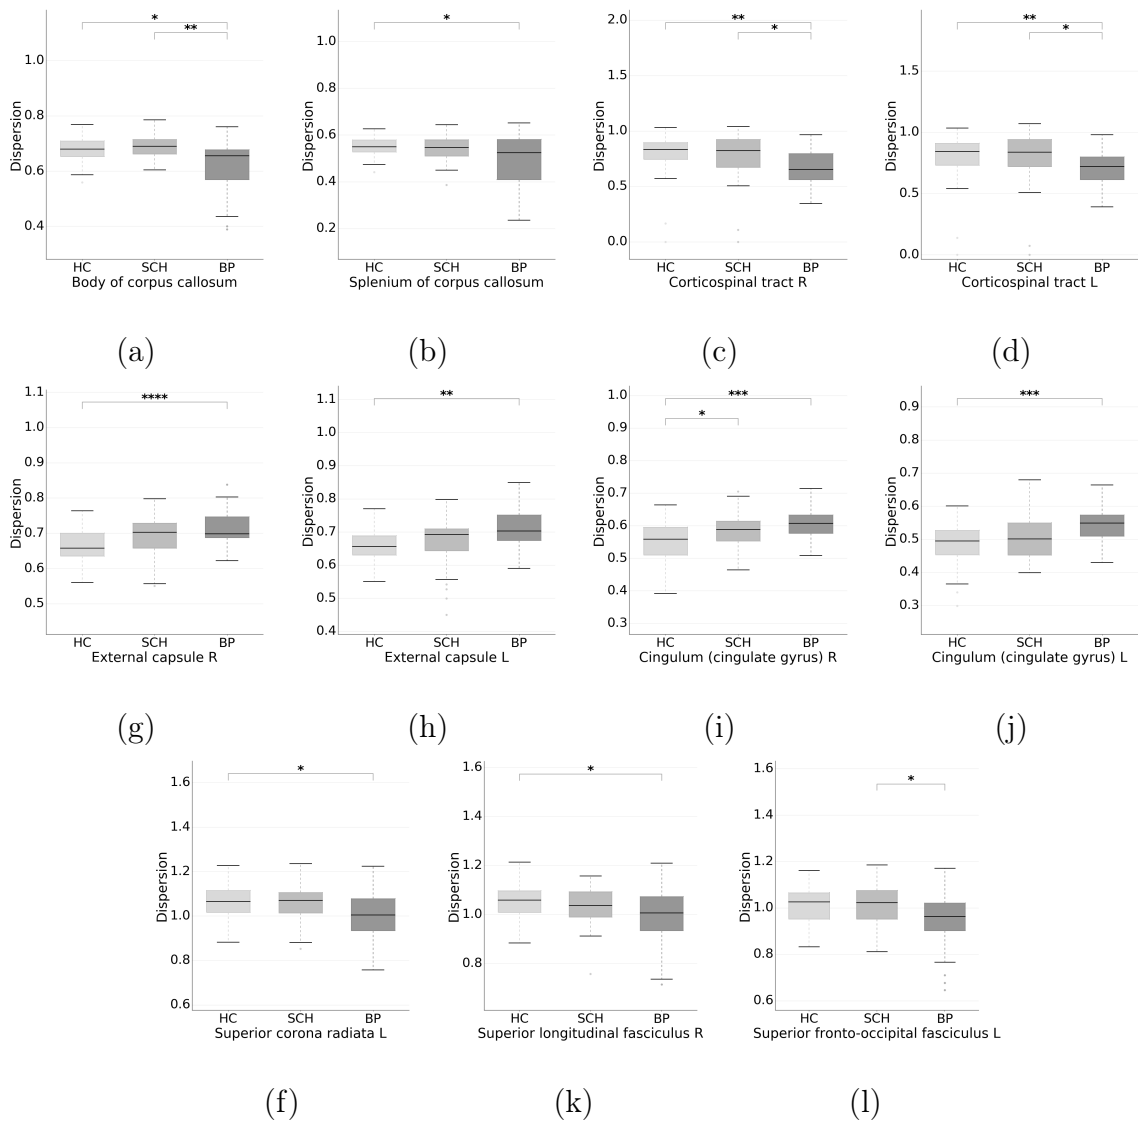 * **
Dispersion
1.0
0.8
0.6
0.4
HC SCH BP
Body of corpus callosum
(a)
*
Dispersion
1.0
0.8
0.6
0.4
0.2
HC SCH BP
Splenium of corpus callosum
(b)
** *
Dispersion
2.0
1.5
1.0
0.5
0.0
HC SCH BP
Corticospinal tract R
(c)
** *
Dispersion
1.5
1.0
0.5
0.0
HC SCH BP
Corticospinal tract L
(d)
****
Dispersion
1.1
1.0
0.9
0.8
0.7
0.6
0.5
HC SCH BP
External capsule R
(g)
**
Dispersion
1.1
1.0
0.9
0.8
0.7
0.6
0.5
0.4
HC SCH BP
External capsule L
(h)
*** *
Dispersion
1.0
0.9
0.8
0.7
0.6
0.5
0.4
0.3
HC SCH BP
Cingulum (cingulate gyrus) R
(i)
***
Dispersion
0.9
0.8
0.7
0.6
0.5
0.4
0.3
HC SCH BP
Cingulum (cingulate gyrus) L
(j)
*
Dispersion
1.6
1.4
1.2
1.0
0.8
0.6
HC SCH BP
Superior corona radiata L
(f)
*
Dispersion
1.6
1.4
1.2
1.0
0.8
HC SCH BP
Superior longitudinal fasciculus R
(k)
*
Dispersion
1.6
1.4
1.2
1.0
0.8
0.6
HC SCH BP
Superior fronto-occipital fasciculus L
(l)